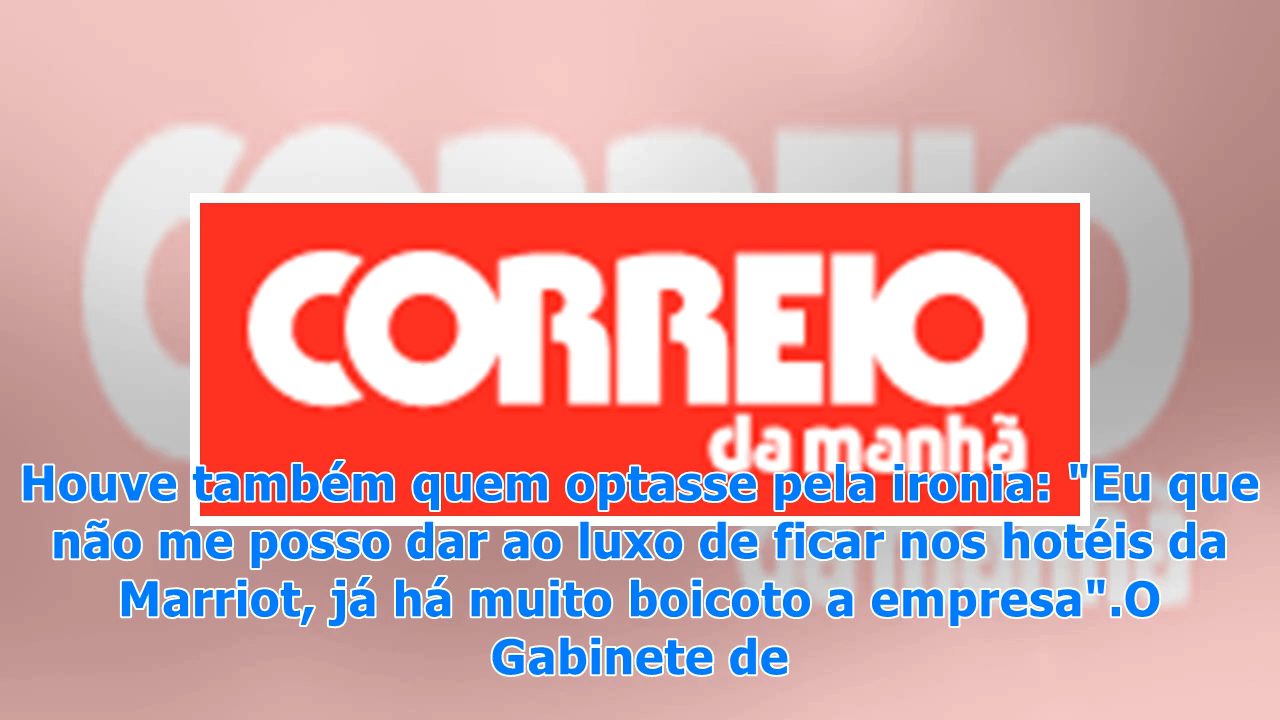 CORREIO
da manhã
Houve também quem optasse pela ironia: "Eu que
não me posso dar ao luxo de ficar nos hotéis da
Marriot, já há muito boicoto a empresa".O
Gabinete de